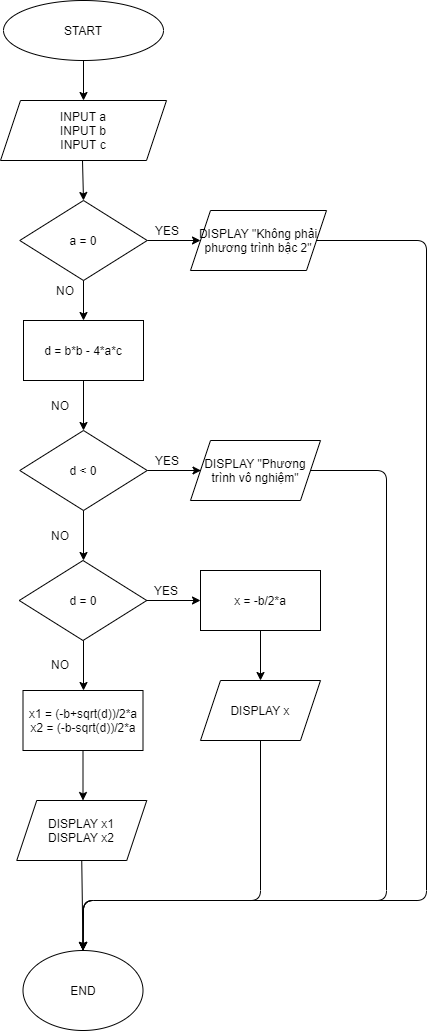 START
INPUT a
INPUT b
INPUT c
a = 0
YES
DISPLAY "Không phải
phương trình bậc 2"
NO
d = b*b - 4*a*c
NO
d < 0
YES
DISPLAY "Phương
trình vô nghiệm"
NO
d = 0
YES
x = -b/2*a
NO
x1 = (-b+sqrt(d))/2*a
x2 = (-b-sqrt(d))/2*a
DISPLAY x
DISPLAY x1
DISPLAY x2
END